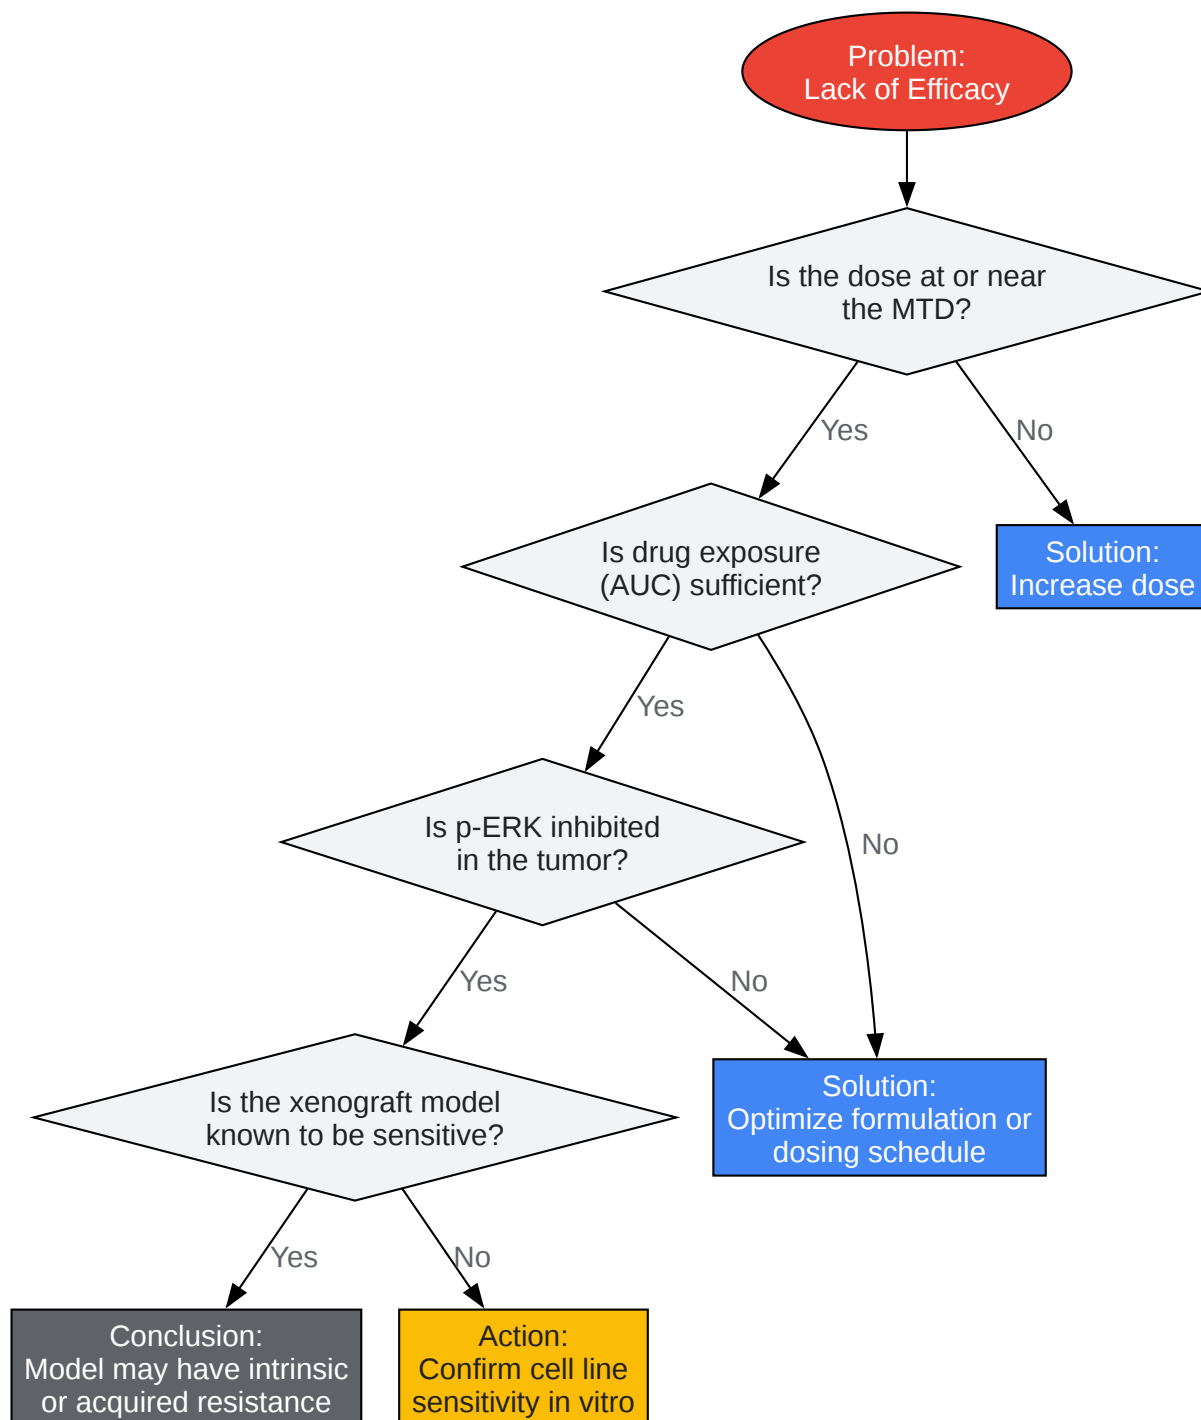 Problem:
Lack of Efficacy
Is the dose at or near
the MTD?
Yes
No
Is drug exposure
(AUC) sufficient?
Solution:
Increase dose
Yes
No
Is p-ERK inhibited
in the tumor?
Yes
No
Is the xenograft model
known to be sensitive?
Solution:
Optimize formulation or
dosing schedule
Yes
No
Conclusion:
Model may have intrinsic
or acquired resistance
Action:
Confirm cell line
sensitivity in vitro